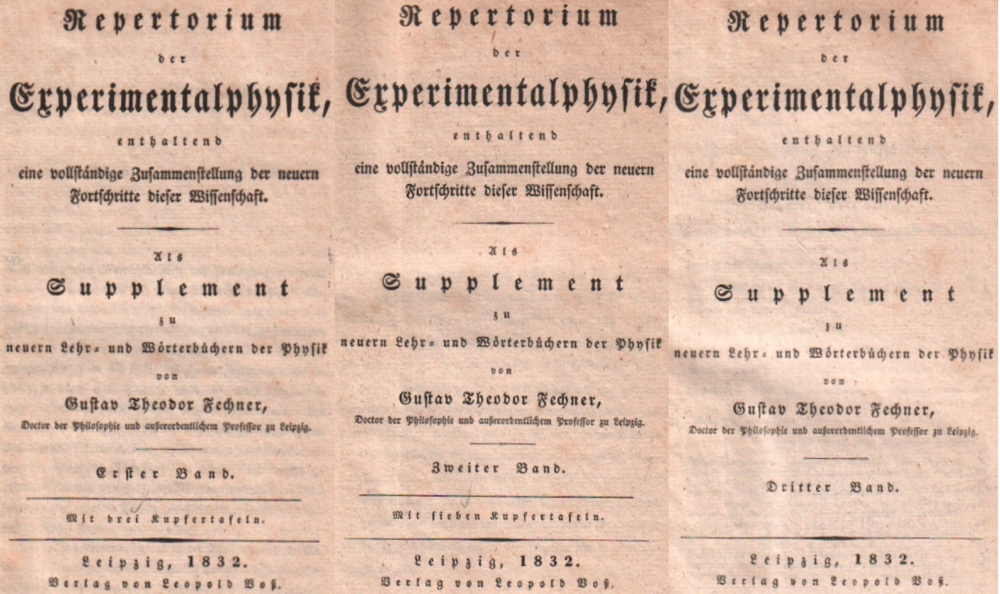 Repertorium
der
Experimentalphysik,
enthaltend
eine vollständige Zusammenstellung der neuern
Fortschritte dieser Wissenschaft.
Als
Supplement
zu
neuern Lehr- und Wörterbüchern der Physik
von
Gustav Theodor Fechner,
Doctor der Philosophie und außerordentlichem Professor zu Leipzig.
Erster Band.
Mit drei Kupfertafeln.
Leipzig, 1832.
Verlag von Leopold Voß.
Repertorium
der
Experimentalphysik,
enthaltend
eine vollständige Zusammenstellung der neuern
Fortschritte dieser Wissenschaft.
Als
Supplement
zu
neuern Lehr- und Wörterbüchern der Physik
von
Gustav Theodor Fechner,
Doctor der Philosophie und außerordentlichem Professor zu Leipzig.
Zweiter Band.
Mit sieben Kupfertafeln.
Leipzig, 1832.
Verlag von Leopold Voß.
Repertorium
der
Experimentalphysik,
enthaltend
eine vollständige Zusammenstellung der neuern
Fortschritte dieser Wissenschaft.
Als
Supplement
zu
neuern Lehr- und Wörterbüchern der Physik
von
Gustav Theodor Fechner,
Doctor der Philosophie und außerordentlichem Professor zu Leipzig.
Dritter Band.
Leipzig, 1832.
Verlag von Leopold Voß.